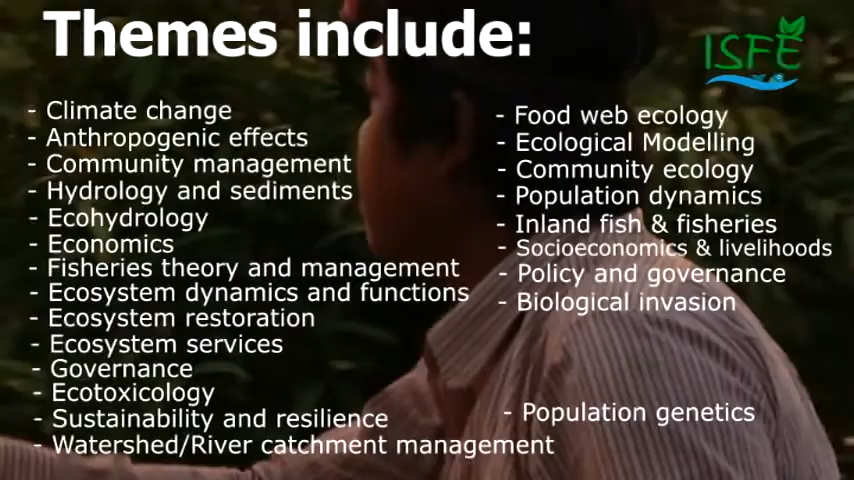 Themes include:
ISFE
- Climate change
- Anthropogenic effects
- Community management
- Hydrology and sediments
- Ecohydrology
- Economics
- Fisheries theory and management
- Ecosystem dynamics and functions
- Ecosystem restoration
- Ecosystem services
- Governance
- Ecotoxicology
- Sustainability and resilience
- Watershed/River catchment management
- Food web ecology
- Ecological Modelling
- Community ecology
- Population dynamics
- Inland fish & fisheries
- Socioeconomics & livelihoods
- Policy and governance
- Biological invasion
- Population genetics